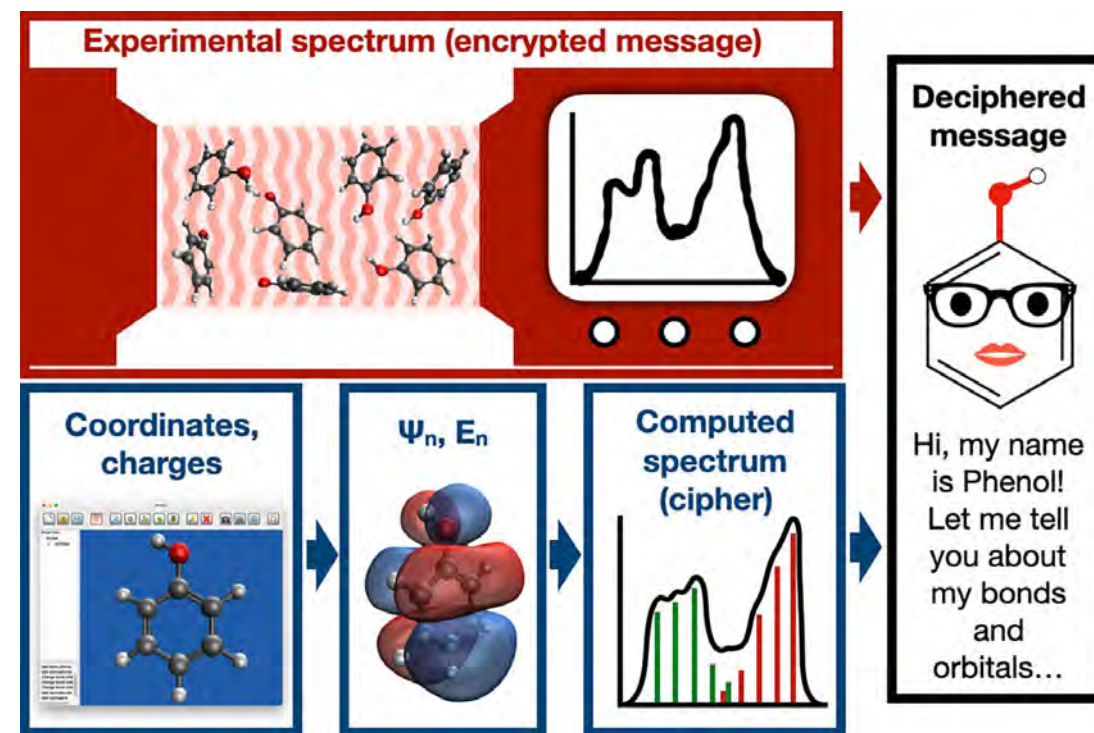 Experimental spectrum (encrypted message)
Deciphered
message
Hi, my name
is Phenol!
Let me tell
you about
my bonds
and
orbitals…
Coordinates,
charges
Ψn, En
Computed
spectrum
(cipher)